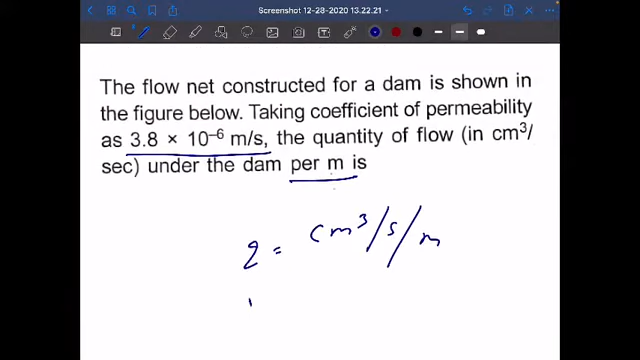 Screenshot 12-28-2020 13.22.21
The flow net constructed for a dam is shown in
the figure below. Taking coefficient of permeability
as 3.8 × 10⁻⁶ m/s, the quantity of flow (in cm³/
sec) under the dam per m is
q = cm³/s/m